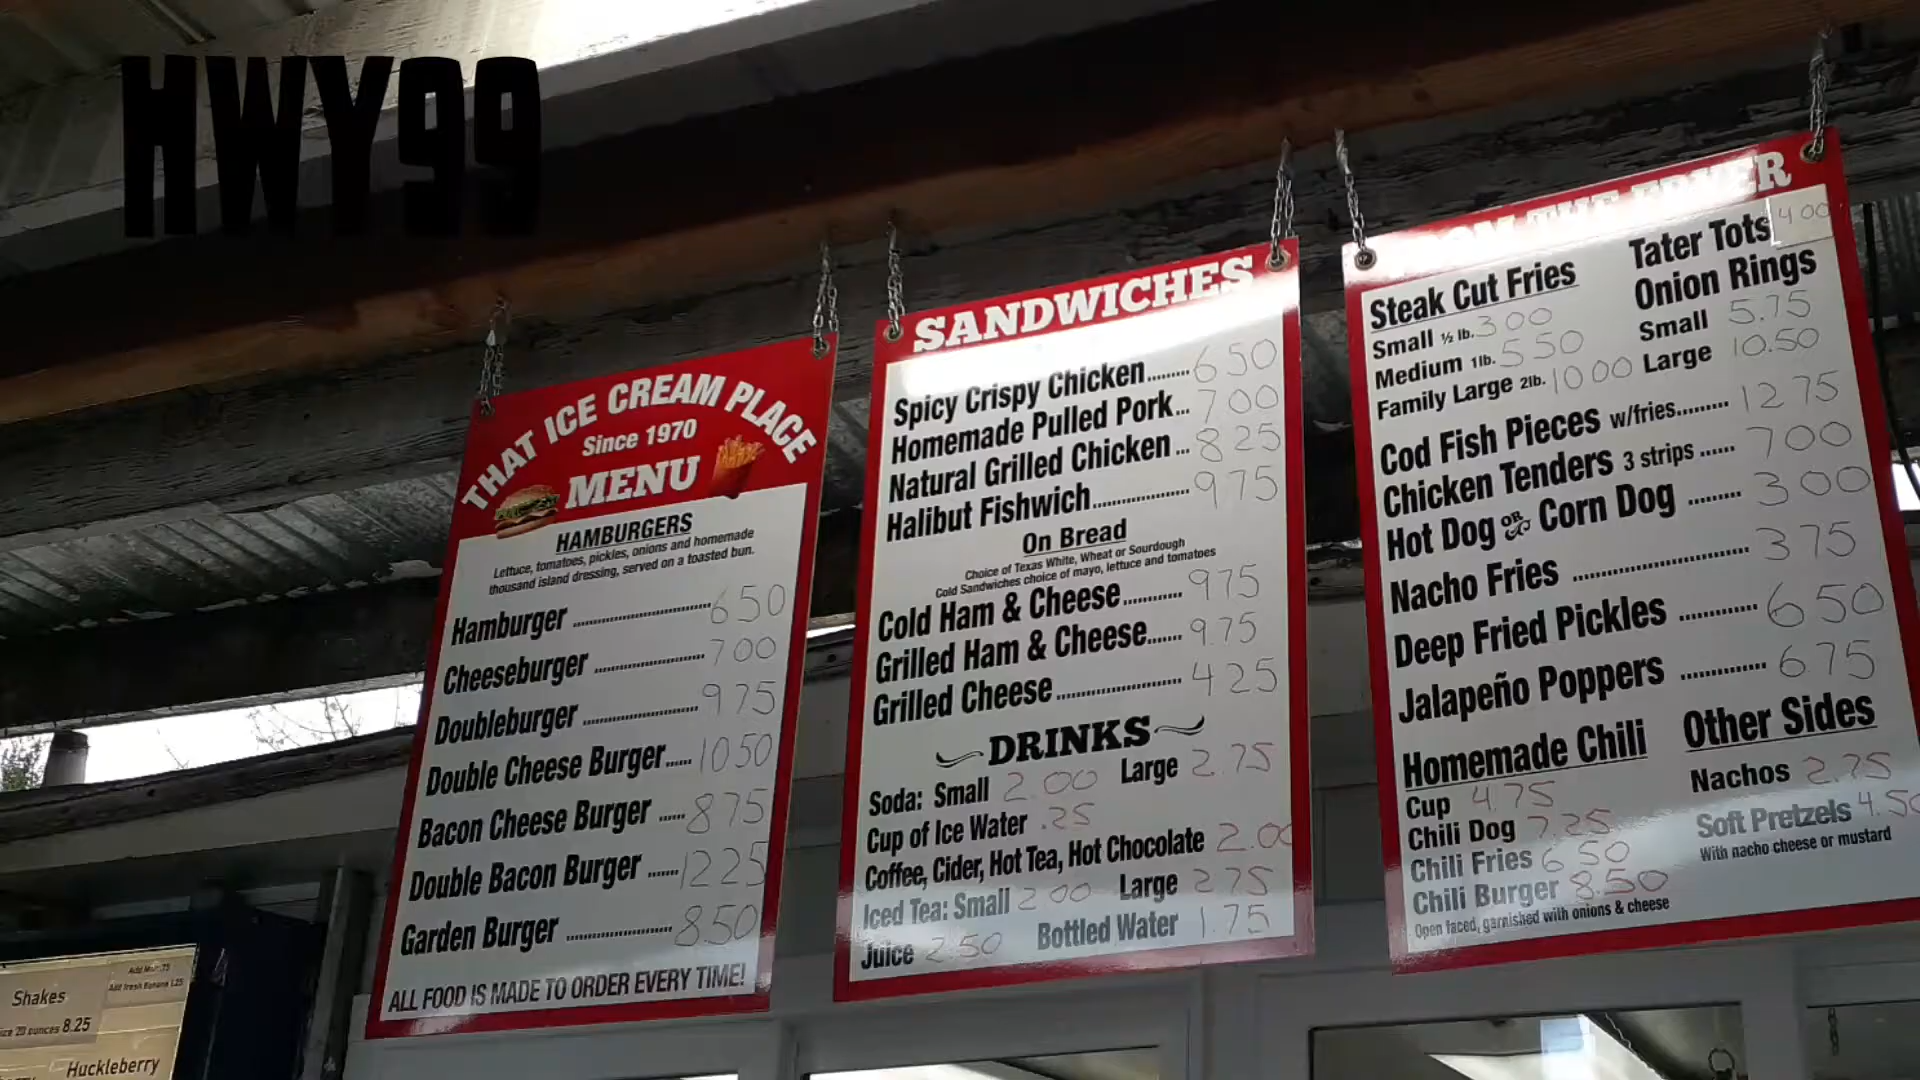 HWY99
THAT ICE CREAM PLACE
Since 1970
MENU
HAMBURGERS
Lettuce, tomatoes, pickles, onions and homemade
thousand island dressing, served on a toasted bun.
Hamburger ........ 6 50
Cheeseburger ........ 7 00
Doubleburger ........ 9 75
Double Cheese Burger ...... 10 50
Bacon Cheese Burger ...... 8 75
Double Bacon Burger ....... 12 25
Garden Burger ........ 8.50
ALL FOOD IS MADE TO ORDER EVERY TIME!
SANDWICHES
Spicy Crispy Chicken ........ 6 50
Homemade Pulled Pork ... 7 00
Natural Grilled Chicken ... 8 25
Halibut Fishwich ........ 9 75
On Bread
Choice of Texas White, Wheat or Sourdough
Cold Sandwiches choice of mayo, lettuce and tomatoes
Cold Ham & Cheese ........ 9 75
Grilled Ham & Cheese ....... 9.75
Grilled Cheese ........ 4 25
DRINKS
Soda: Small 2.00 Large 2.75
Cup of Ice Water .25
Coffee, Cider, Hot Tea, Hot Chocolate 2.00
Iced Tea: Small 2 00 Large 2 75
Juice 2.50 Bottled Water 1.75
FROM THE FRYER
Steak Cut Fries
Small ½ lb. 3 00
Medium 1lb. 5 50
Family Large 2lb. 10 00
Tater Tots 4 00
Onion Rings
Small 5.75
Large 10.50
Cod Fish Pieces w/fries ........ 12 75
Chicken Tenders 3 strips ...... 7 00
Hot Dog OR Corn Dog ........ 3 00
Nacho Fries ........ 3 75
Deep Fried Pickles ........ 6 50
Jalapeño Poppers ........ 6.75
Homemade Chili
Cup 4.75
Chili Dog 7.25
Chili Fries 6 50
Chili Burger 8.50
Open faced, garnished with onions & cheese
Other Sides
Nachos 2.75
Soft Pretzels 4.50
With nacho cheese or mustard
Add Malt .75
Add fresh Banana 1.25
Shakes
20 ounces 8.25
Huckleberry